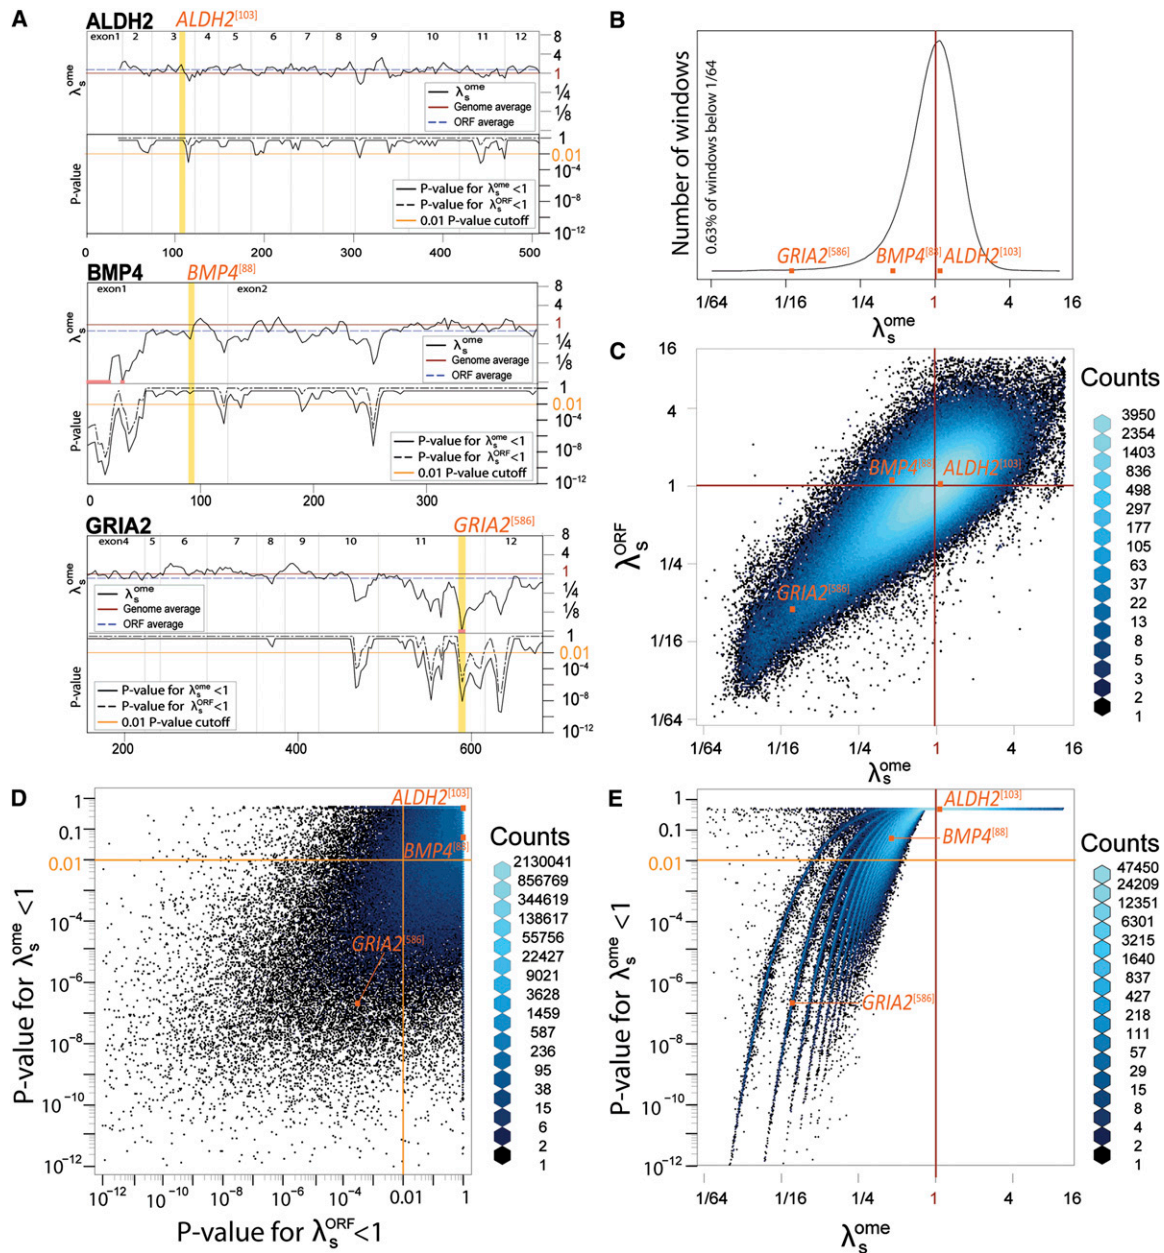 A
ALDH2
ALDH2[103]
exon1 2 3 4 5 6 7 8 9 10 11 12
8
4
1
1/4
1/8
λsome
λsome
Genome average
ORF average
1
0.01
10-4
10-8
10-12
P-value
P-value for λsome <1
P-value for λsORF <1
0.01 P-value cutoff
0 100 200 300 400 500
BMP4
BMP4[88]
exon1 exon2
8
4
1
1/4
1/8
λsome
λsome
Genome average
ORF average
1
0.01
10-4
10-8
10-12
P-value
P-value for λsome <1
P-value for λsORF <1
0.01 P-value cutoff
0 100 200 300
GRIA2
GRIA2[586]
exon4 5 6 7 8 9 10 11 12
8
4
1
1/4
1/8
λsome
λsome
Genome average
ORF average
1
0.01
10-4
10-8
10-12
P-value
P-value for λsome <1
P-value for λsORF <1
0.01 P-value cutoff
200 400 600
B
Number of windows
0.63% of windows below 1/64
GRIA2[586] BMP4[88] ALDH2[103]
1/64 1/16 1/4 1 4 16
λsome
C
16
4
1
1/4
1/16
1/64
λsORF
BMP4[88] ALDH2[103]
GRIA2[586]
1/64 1/16 1/4 1 4 16
λsome
Counts
3950
2354
1403
836
498
297
177
105
63
37
22
13
8
5
3
2
1
D
ALDH2[103]
BMP4[88]
GRIA2[586]
1
0.1
0.01
10-4
10-6
10-8
10-10
10-12
P-value for λsome <1
10-12 10-10 10-8 10-6 10-4 0.01 1
P-value for λsORF <1
Counts
2130041
856769
344619
138617
55756
22427
9021
3628
1459
587
236
95
38
15
6
2
1
E
ALDH2[103]
BMP4[88]
GRIA2[586]
1
0.1
0.01
10-4
10-6
10-8
10-10
10-12
P-value for λsome <1
1/64 1/16 1/4 1 4 16
λsome
Counts
47450
24209
12351
6301
3215
1640
837
427
218
111
57
29
15
8
4
2
1